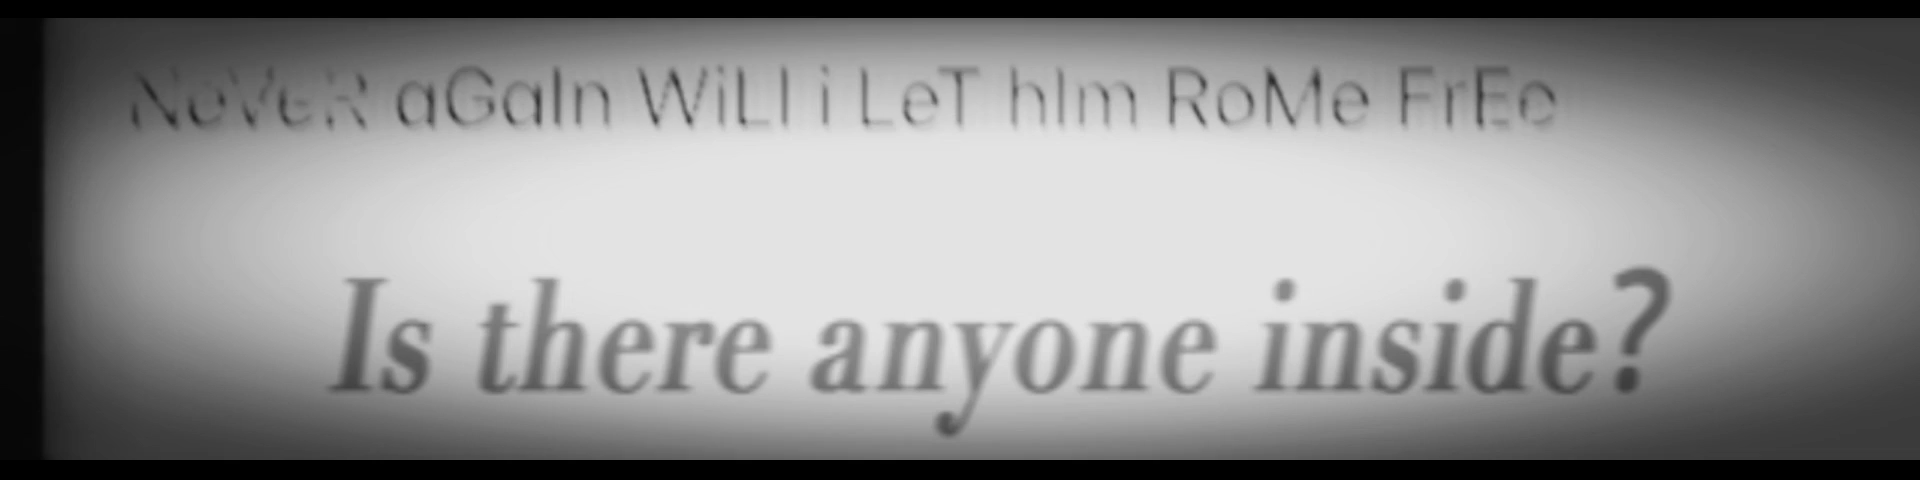 NeVeR aGaIn WiLl i LeT hIm RoMe FrEe
Is there anyone inside?